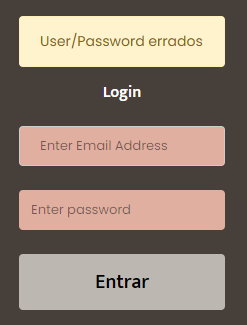 User/Password errados
Login
Enter Email Address
Enter password
Entrar